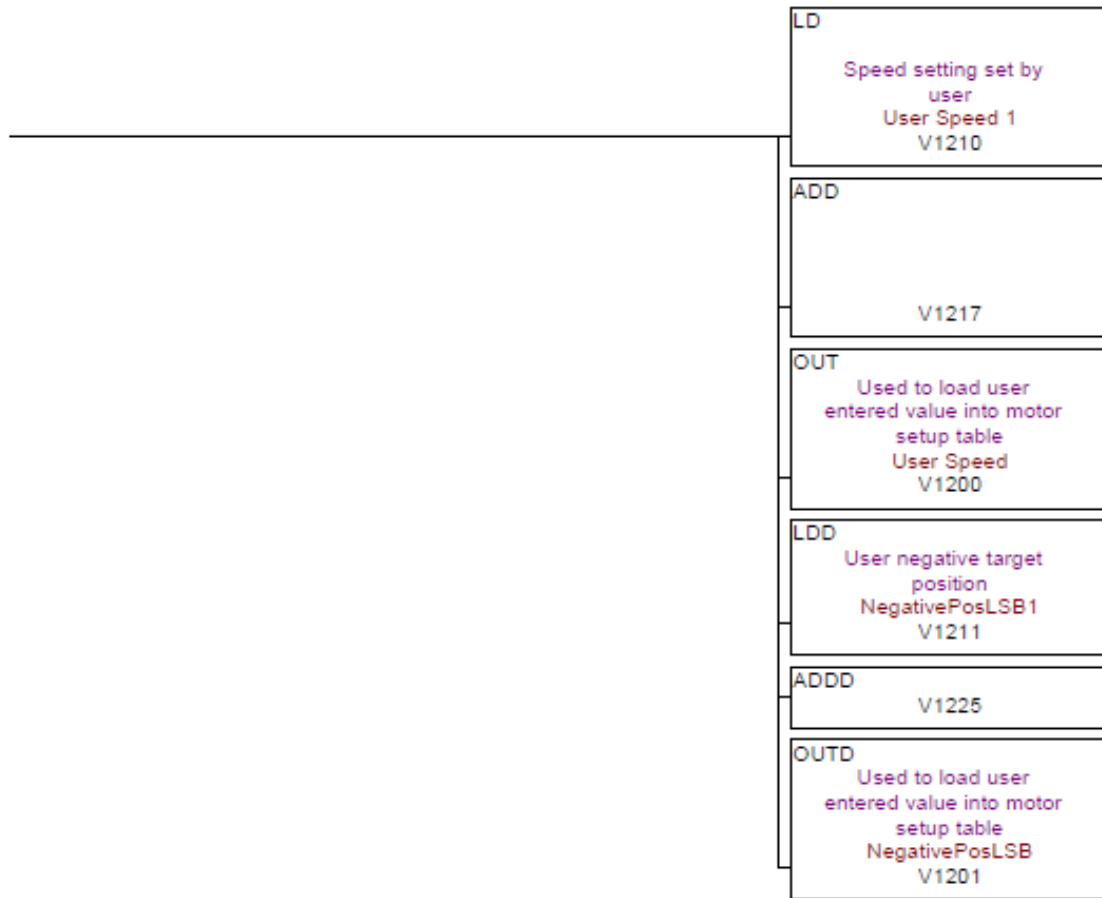 LD
Speed setting set by
user
User Speed 1
V1210
ADD
V1217
OUT
Used to load user
entered value into motor
setup table
User Speed
V1200
LDD
User negative target
position
NegativePosLSB1
V1211
ADDD
V1225
OUTD
Used to load user
entered value into motor
setup table
NegativePosLSB
V1201